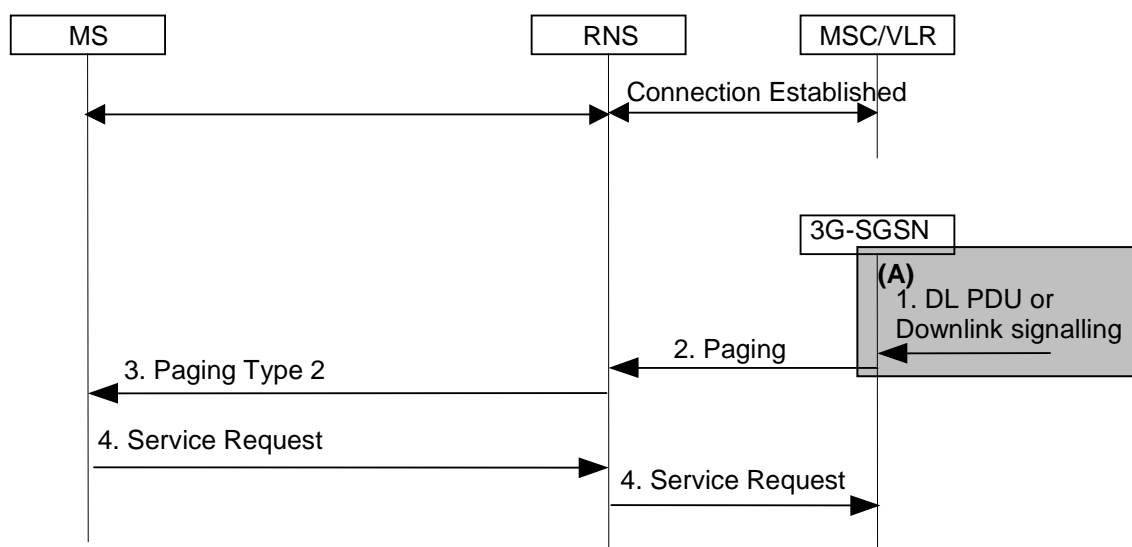 MS
RNS
MSC/VLR
Connection Established
3G-SGSN
(A)
1. DL PDU or
Downlink signalling
2. Paging
3. Paging Type 2
4. Service Request
4. Service Request